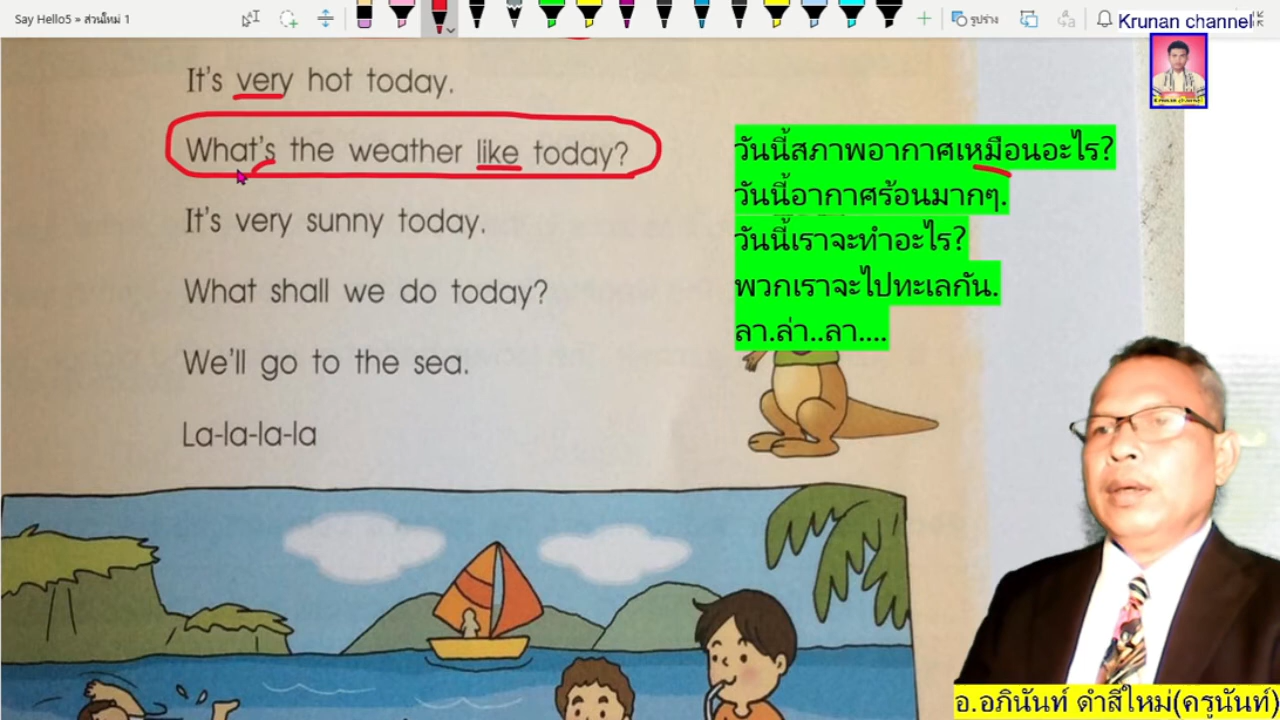 Say Hello5 » ส่วนใหม่ 1
รูปร่าง
Krunan channel
It's very hot today.
What's the weather like today?
It's very sunny today.
What shall we do today?
We'll go to the sea.
La-la-la-la
วันนี้สภาพอากาศเหมือนอะไร?
วันนี้อากาศร้อนมากๆ.
วันนี้เราจะทำอะไร?
พวกเราจะไปทะเลกัน.
ลา.ล่า..ลา....
อ.อภินันท์ ดำสีใหม่(ครูนันท์)